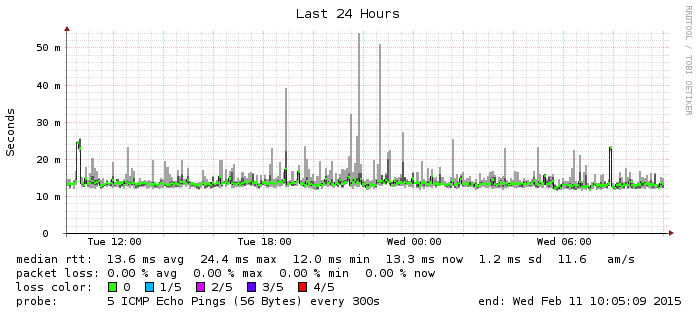 Last 24 Hours
RRDTOOL / TOBI OETIKER
Seconds
50 m
40 m
30 m
20 m
10 m
0
Tue 12:00 Tue 18:00 Wed 00:00 Wed 06:00
median rtt: 13.6 ms avg 24.4 ms max 12.0 ms min 13.3 ms now 1.2 ms sd 11.6 am/s
packet loss: 0.00 % avg 0.00 % max 0.00 % min 0.00 % now
loss color: 0 1/5 2/5 3/5 4/5
probe: 5 ICMP Echo Pings (56 Bytes) every 300s end: Wed Feb 11 10:05:09 2015